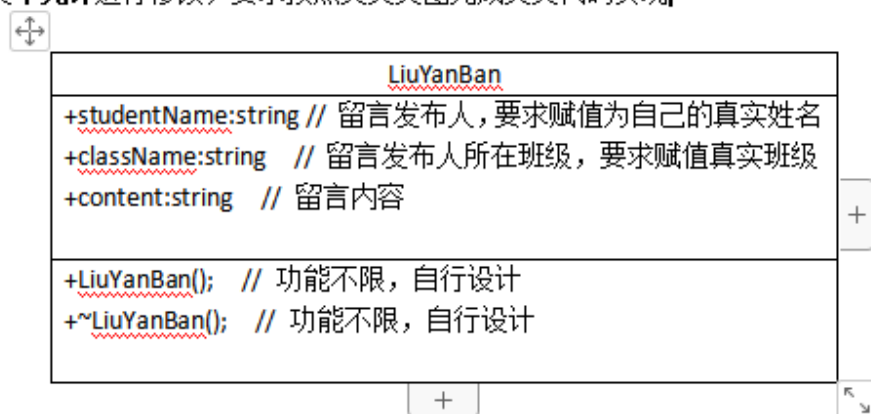 LiuYanBan
+studentName:string // 留言发布人，要求赋值为自己的真实姓名
+className:string // 留言发布人所在班级，要求赋值真实班级
+content:string // 留言内容
+LiuYanBan(); // 功能不限，自行设计
+~LiuYanBan(); // 功能不限，自行设计